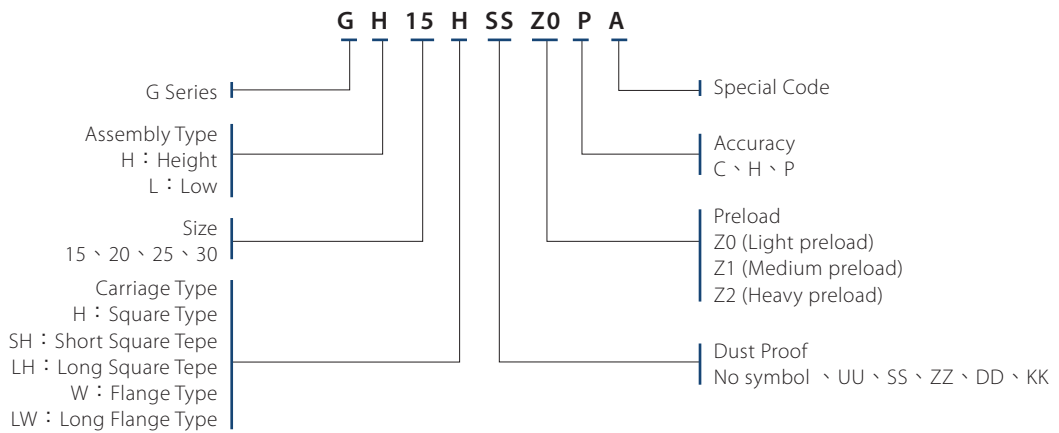 G H 15 H SS Z0 P A
G Series
Assembly Type
H：Height
L：Low
Size
15、20、25、30
Carriage Type
H：Square Type
SH：Short Square Tepe
LH：Long Square Tepe
W：Flange Type
LW：Long Flange Type
Special Code
Accuracy
C、H、P
Preload
Z0 (Light preload)
Z1 (Medium preload)
Z2 (Heavy preload)
Dust Proof
No symbol 、UU、SS、ZZ、DD、KK